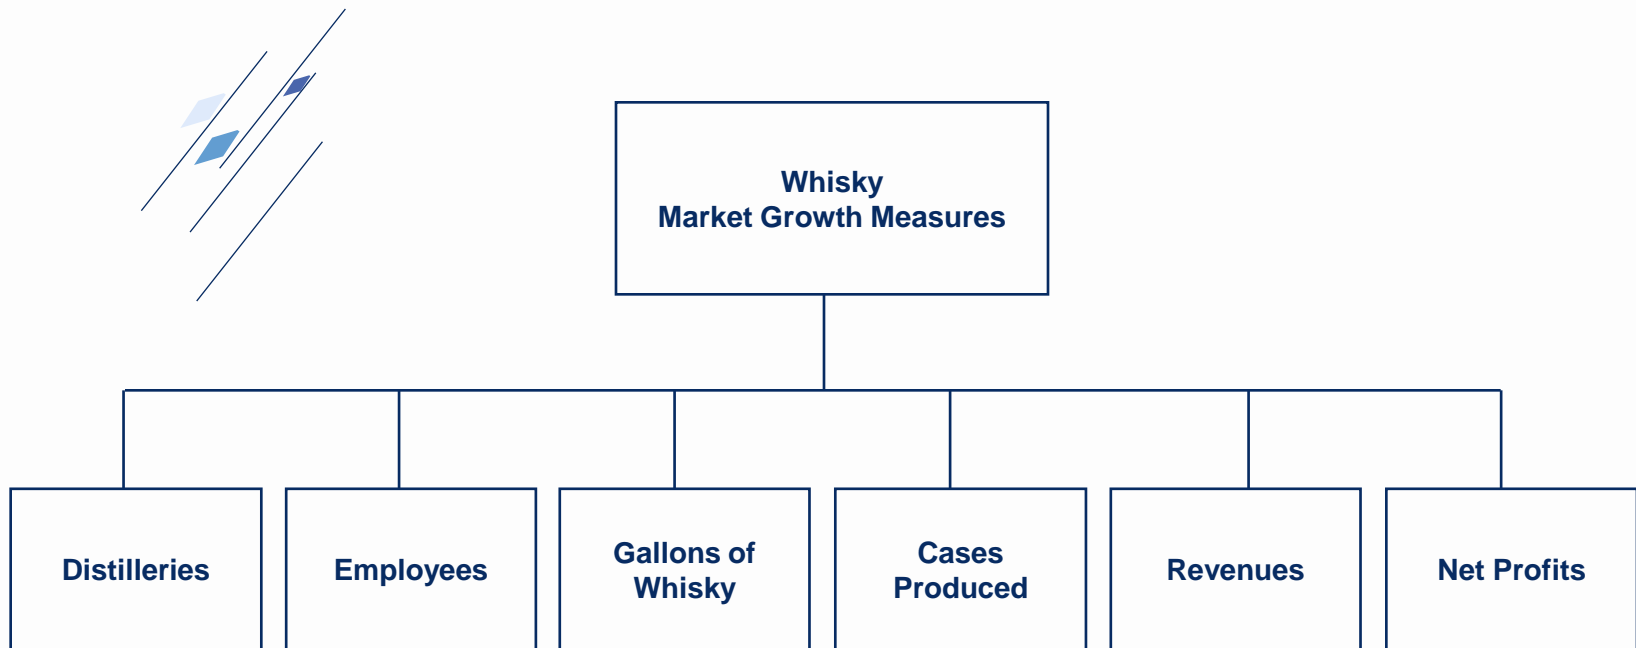 Whisky
Market Growth Measures
Distilleries
Employees
Gallons of
Whisky
Cases
Produced
Revenues
Net Profits